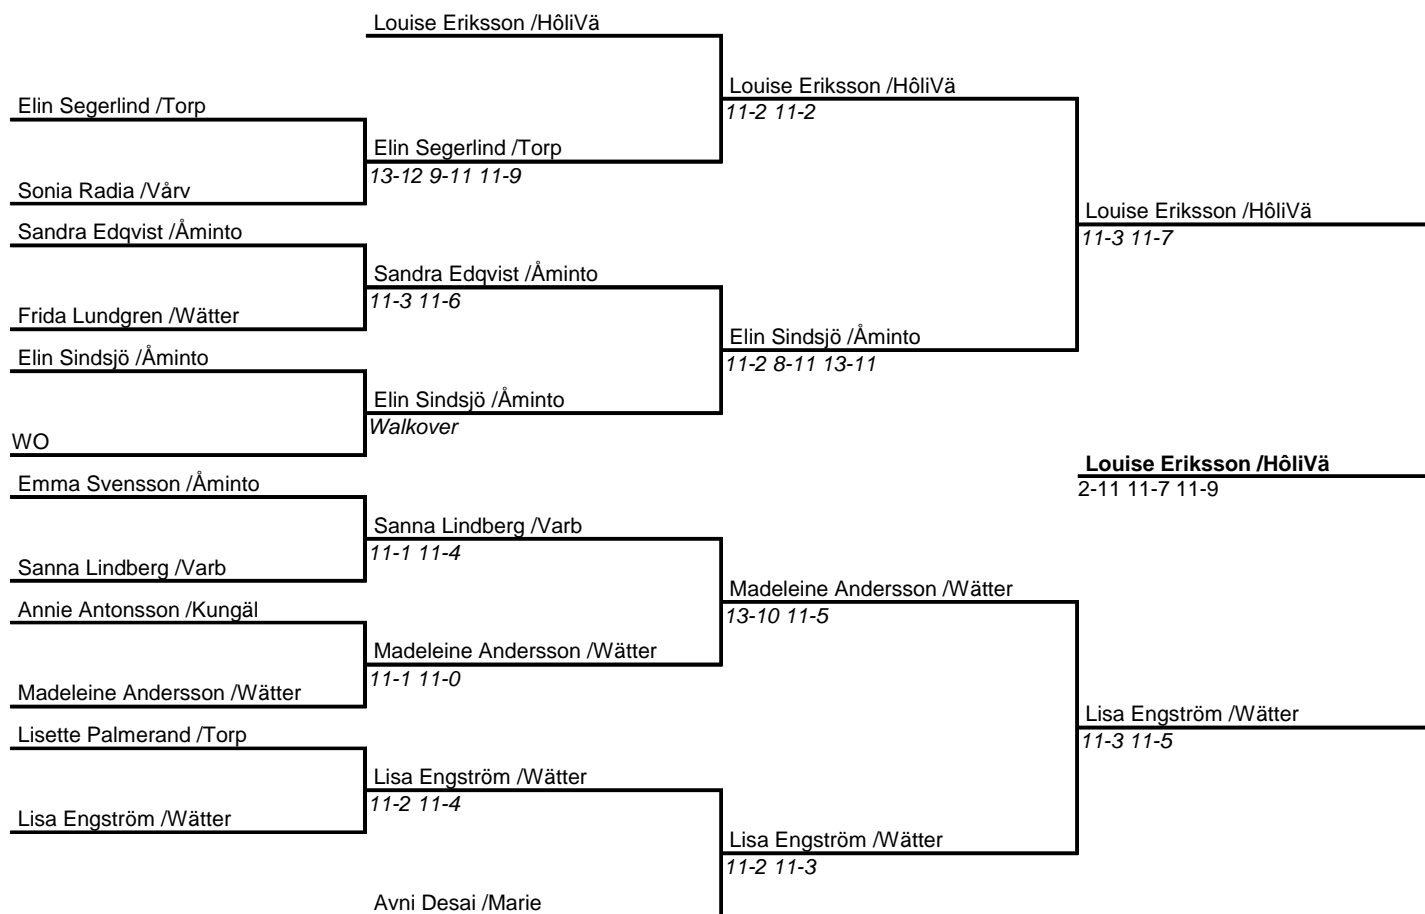 Louise Eriksson /HôliVä
Louise Eriksson /HôliVä
11-2 11-2
Elin Segerlind /Torp
Elin Segerlind /Torp
13-12 9-11 11-9
Sonia Radia /Vårv
Louise Eriksson /HôliVä
11-3 11-7
Sandra Edqvist /Åminto
Sandra Edqvist /Åminto
11-3 11-6
Frida Lundgren /Wätter
Elin Sindsjö /Åminto
11-2 8-11 13-11
Elin Sindsjö /Åminto
Elin Sindsjö /Åminto
Walkover
WO
Louise Eriksson /HôliVä
2-11 11-7 11-9
Emma Svensson /Åminto
Sanna Lindberg /Varb
11-1 11-4
Sanna Lindberg /Varb
Madeleine Andersson /Wätter
13-10 11-5
Annie Antonsson /Kungäl
Madeleine Andersson /Wätter
11-1 11-0
Madeleine Andersson /Wätter
Lisa Engström /Wätter
11-3 11-5
Lisette Palmerand /Torp
Lisa Engström /Wätter
11-2 11-4
Lisa Engström /Wätter
Lisa Engström /Wätter
11-2 11-3
Avni Desai /Marie